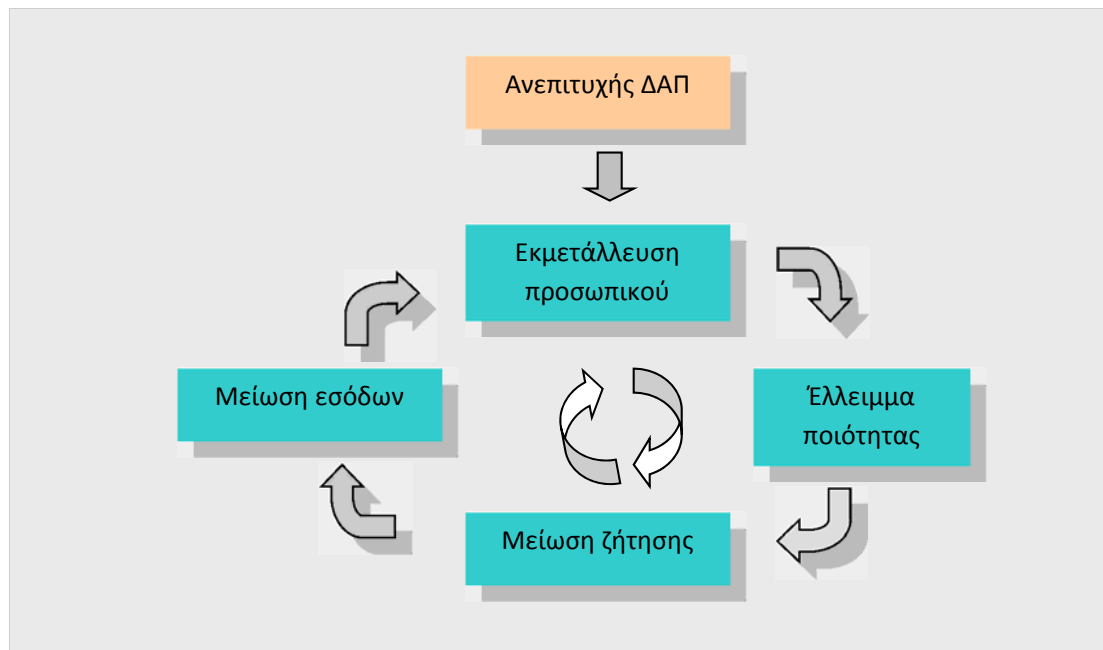 Ανεπιτυχής ΔΑΠ
Εκμετάλλευση
προσωπικού
Μείωση εσόδων
Έλλειμμα
ποιότητας
Μείωση ζήτησης